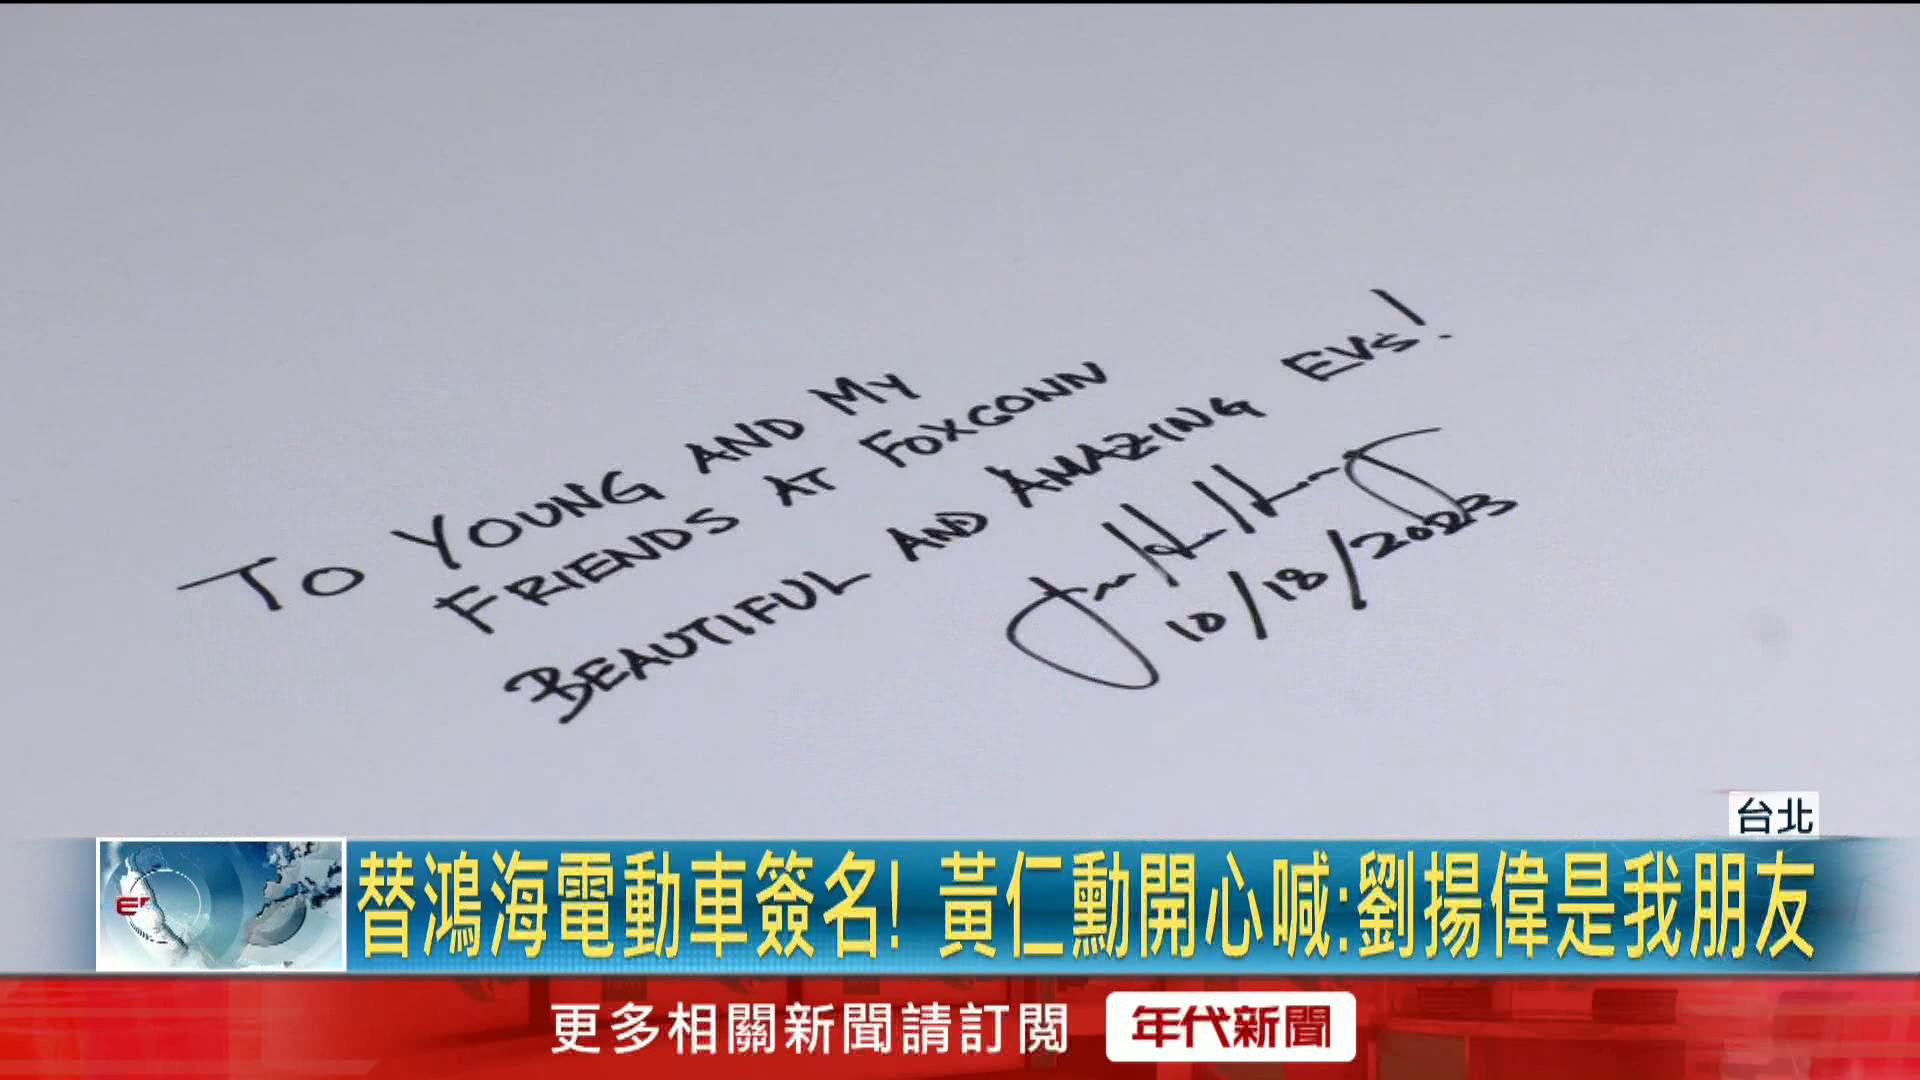 TO YOUNG AND MY
FRIENDS AT FOXCONN
BEAUTIFUL AND AMAZING EVs!
10/18/2023
台北
替鴻海電動車簽名! 黃仁勳開心喊:劉揚偉是我朋友
更多相關新聞請訂閱 年代新聞